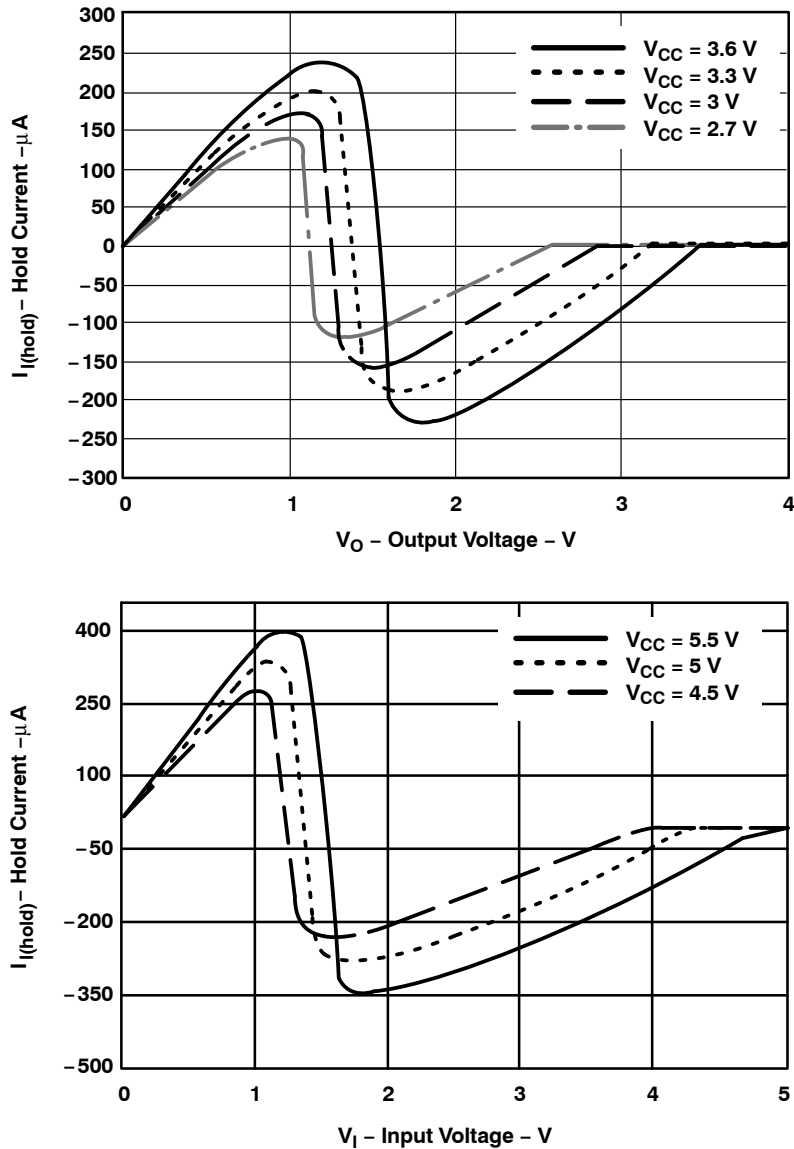 300
250
200
150
100
50
0
−50
−100
−150
−200
−250
−300
I_I(hold) − Hold Current −μA
V_CC = 3.6 V
V_CC = 3.3 V
V_CC = 3 V
V_CC = 2.7 V
0 1 2 3 4
V_O − Output Voltage − V
400
250
100
−50
−200
−350
−500
I_I(hold) − Hold Current −μA
V_CC = 5.5 V
V_CC = 5 V
V_CC = 4.5 V
0 1 2 3 4 5
V_I − Input Voltage − V